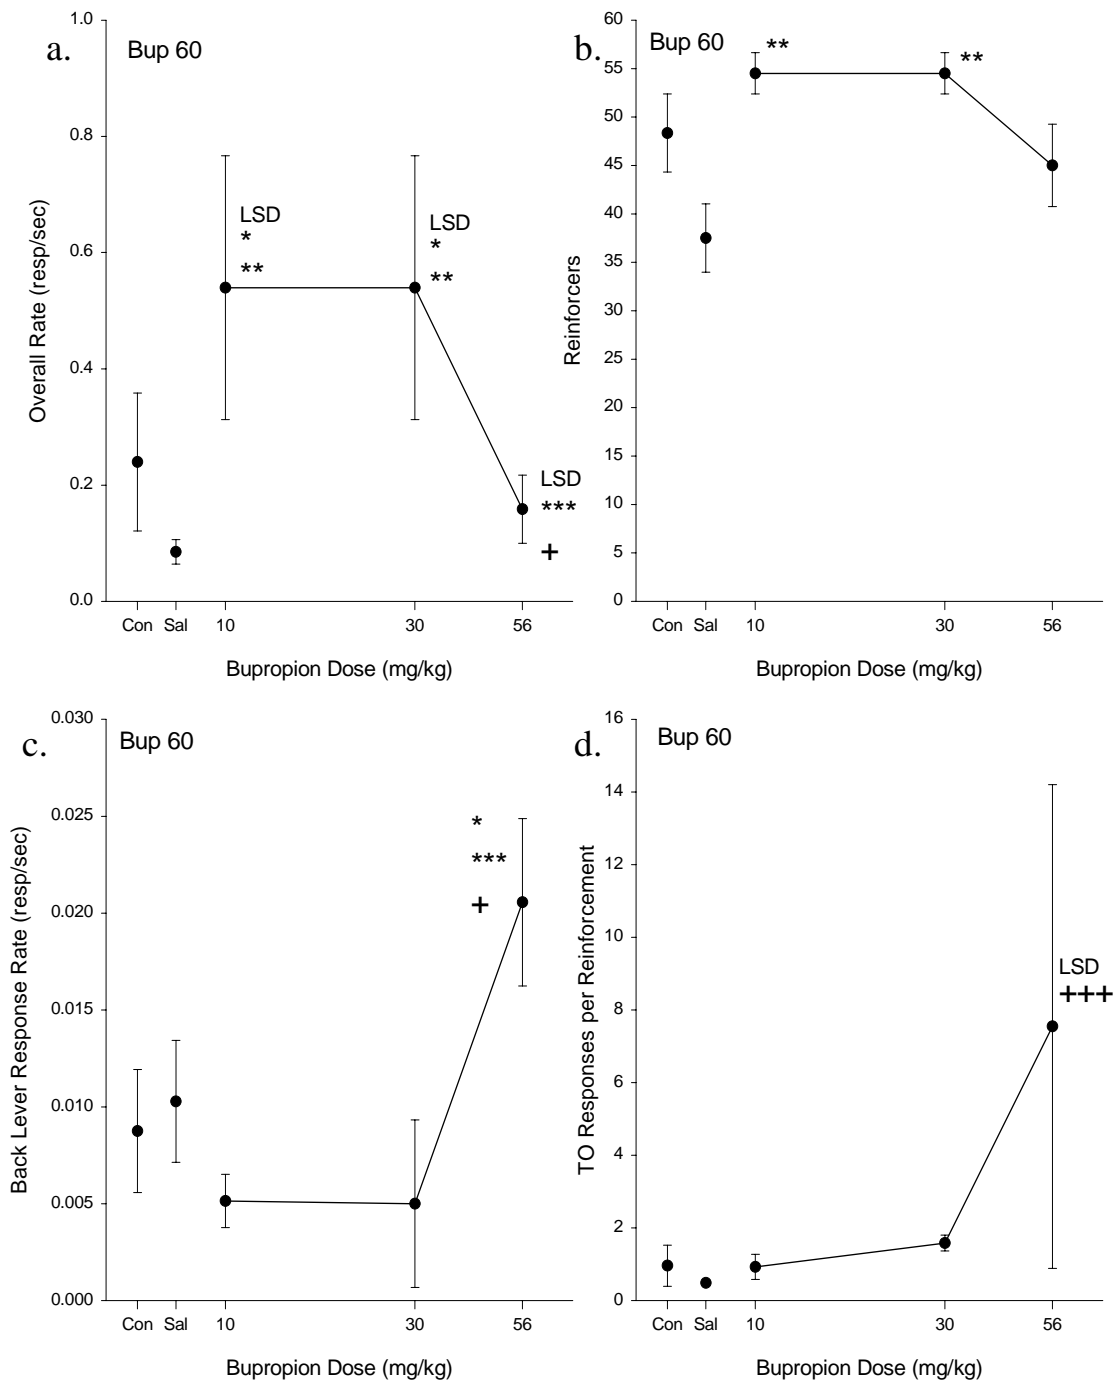 a.
Bup 60
1.0
0.8
0.6
0.4
0.2
0.0
Overall Rate (resp/sec)
LSD
*
**
LSD
*
**
LSD
***
+
Con Sal 10 30 56
Bupropion Dose (mg/kg)
b.
Bup 60
60
55
50
45
40
35
30
25
20
15
10
5
0
Reinforcers
**
**
Con Sal 10 30 56
Bupropion Dose (mg/kg)
c.
Bup 60
0.030
0.025
0.020
0.015
0.010
0.005
0.000
Back Lever Response Rate (resp/sec)
*
***
+
Con Sal 10 30 56
Bupropion Dose (mg/kg)
d.
Bup 60
16
14
12
10
8
6
4
2
0
TO Responses per Reinforcement
LSD
+++
Con Sal 10 30 56
Bupropion Dose (mg/kg)